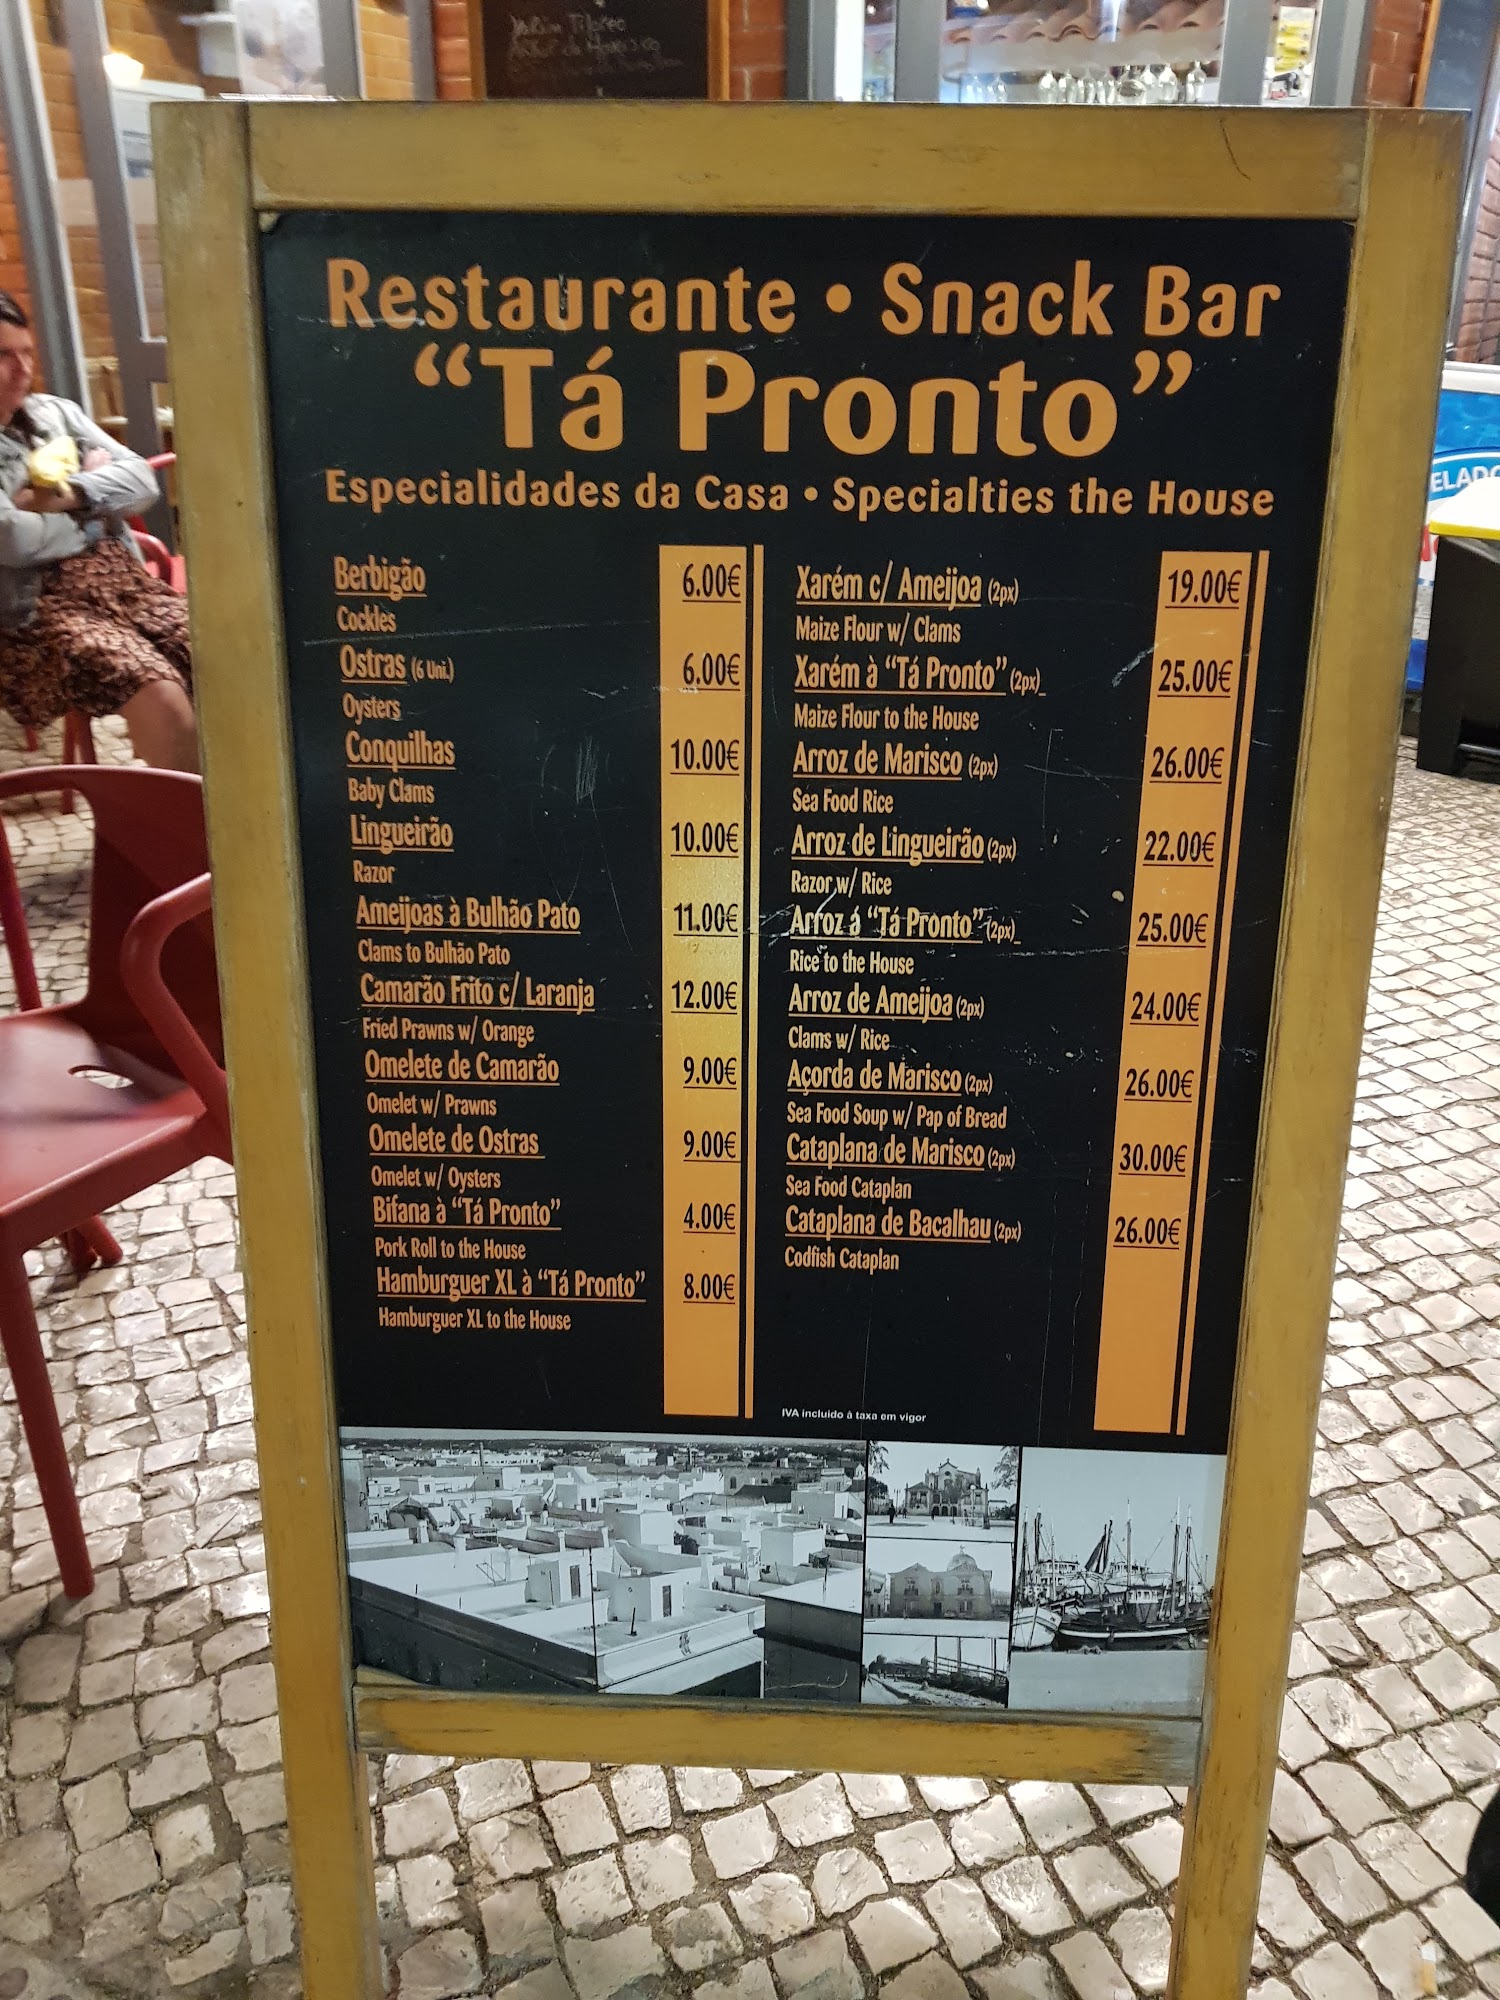 Restaurante • Snack Bar
“Tá Pronto”
Especialidades da Casa • Specialties the House
Berbigão 6.00€
Cockles
Ostras (6 Uni.) 6.00€
Oysters
Conquilhas 10.00€
Baby Clams
Lingueirão 10.00€
Razor
Ameijoas à Bulhão Pato 11.00€
Clams to Bulhão Pato
Camarão Frito c/ Laranja 12.00€
Fried Prawns w/ Orange
Omelete de Camarão 9.00€
Omelet w/ Prawns
Omelete de Ostras 9.00€
Omelet w/ Oysters
Bifana à “Tá Pronto” 4.00€
Pork Roll to the House
Hamburguer XL à “Tá Pronto” 8.00€
Hamburguer XL to the House
Xarém c/ Ameijoa (2px) 19.00€
Maize Flour w/ Clams
Xarém à “Tá Pronto” (2px) 25.00€
Maize Flour to the House
Arroz de Marisco (2px) 26.00€
Sea Food Rice
Arroz de Lingueirão (2px) 22.00€
Razor w/ Rice
Arroz á “Tá Pronto” (2px) 25.00€
Rice to the House
Arroz de Ameijoa (2px) 24.00€
Clams w/ Rice
Açorda de Marisco (2px) 26.00€
Sea Food Soup w/ Pap of Bread
Cataplana de Marisco (2px) 30.00€
Sea Food Cataplan
Cataplana de Bacalhau (2px) 26.00€
Codfish Cataplan
IVA incluido à taxa em vigor